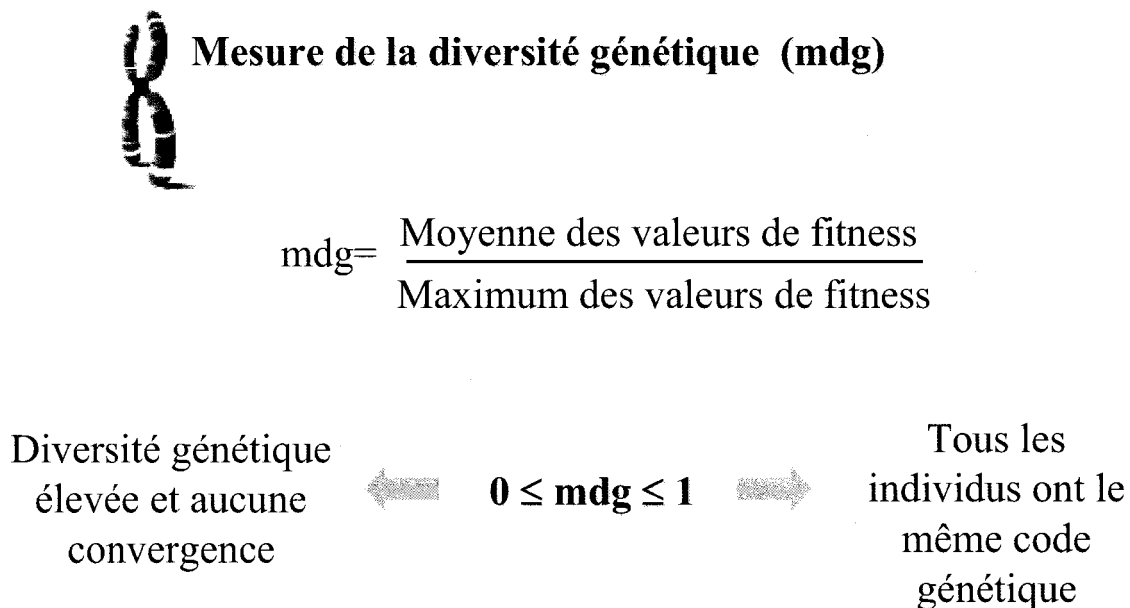 Mesure de la diversité génétique (mdg)
mdg=
Moyenne des valeurs de fitness
Maximum des valeurs de fitness
Diversité génétique
élevée et aucune
convergence
0 ≤ mdg ≤ 1
Tous les
individus ont le
même code
génétique